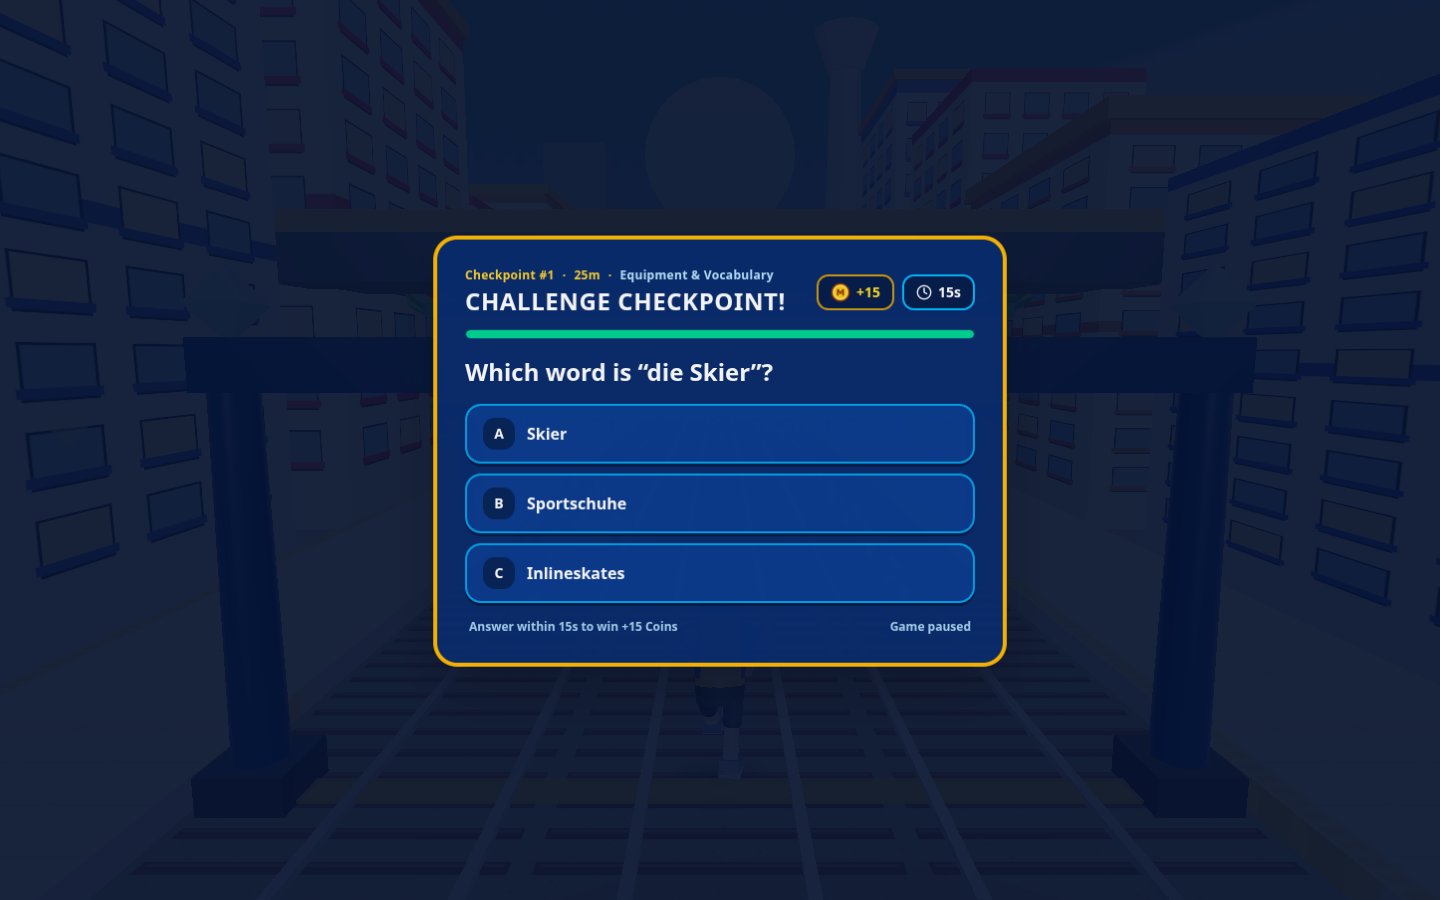 Checkpoint #1 · 25m · Equipment & Vocabulary
CHALLENGE CHECKPOINT!
M +15
15s
Which word is “die Skier”?
A Skier
B Sportschuhe
C Inlineskates
Answer within 15s to win +15 Coins
Game paused